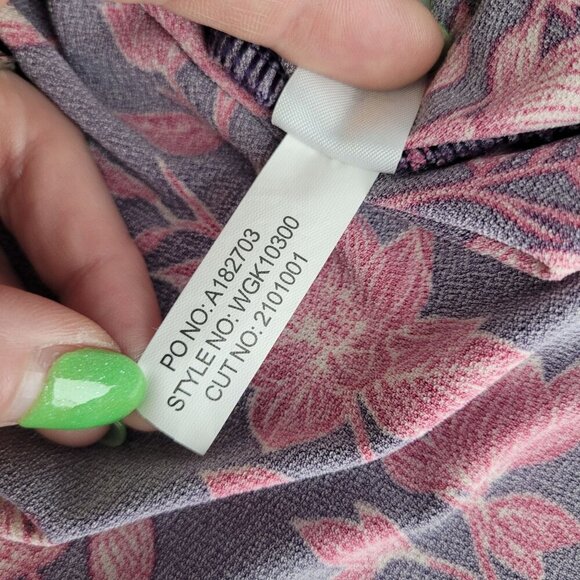 PO NO: A182703
STYLE NO: WGK10300
CUT NO: 2101001